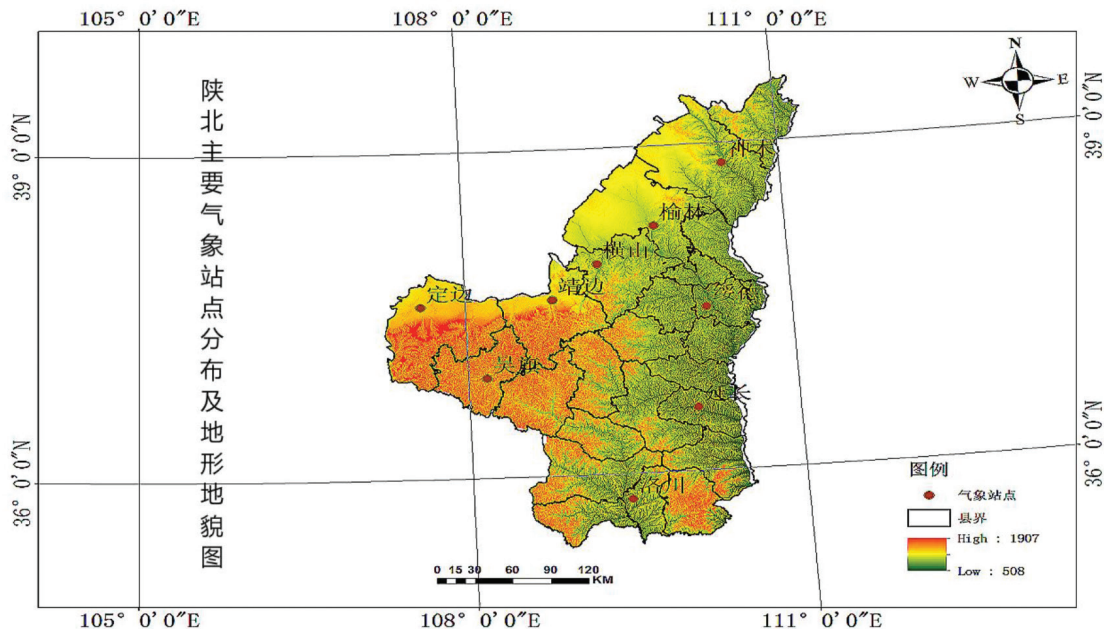 105° 0′0″E
108° 0′0″E
111° 0′0″E
陕北主要气象站点分布及地形地貌图
N
W
E
S
39° 0′0″N
39° 0′0″N
神木
榆林
横山
靖边
定边
绥德
吴旗
延长
洛川
36° 0′0″N
36° 0′0″N
图例
气象站点
县界
High : 1907
Low : 508
0 15 30 60 90 120
KM
105° 0′0″E
108° 0′0″E
111° 0′0″E